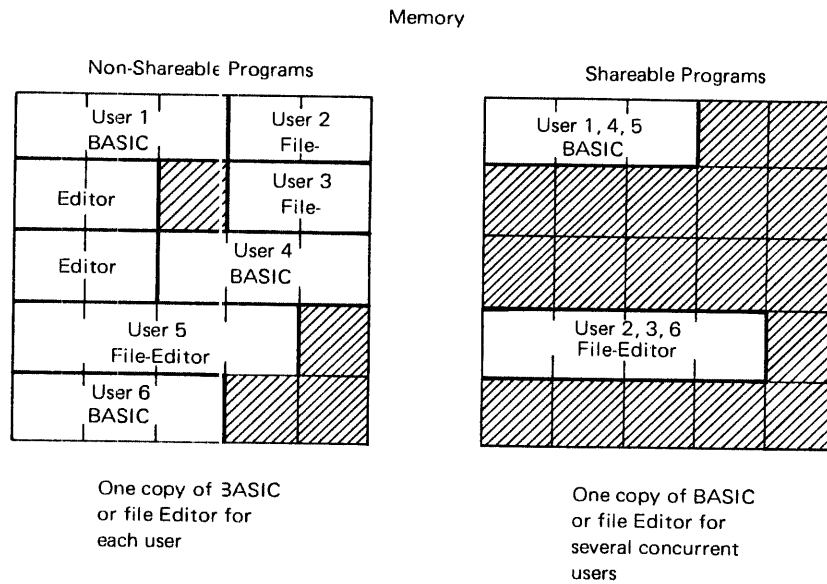 Memory
Non-Shareable Programs
User 1
BASIC
User 2
File-
Editor
User 3
File-
Editor
User 4
BASIC
User 5
File-Editor
User 6
BASIC
One copy of BASIC
or file Editor for
each user
Shareable Programs
User 1, 4, 5
BASIC
User 2, 3, 6
File-Editor
One copy of BASIC
or file Editor for
several concurrent
users